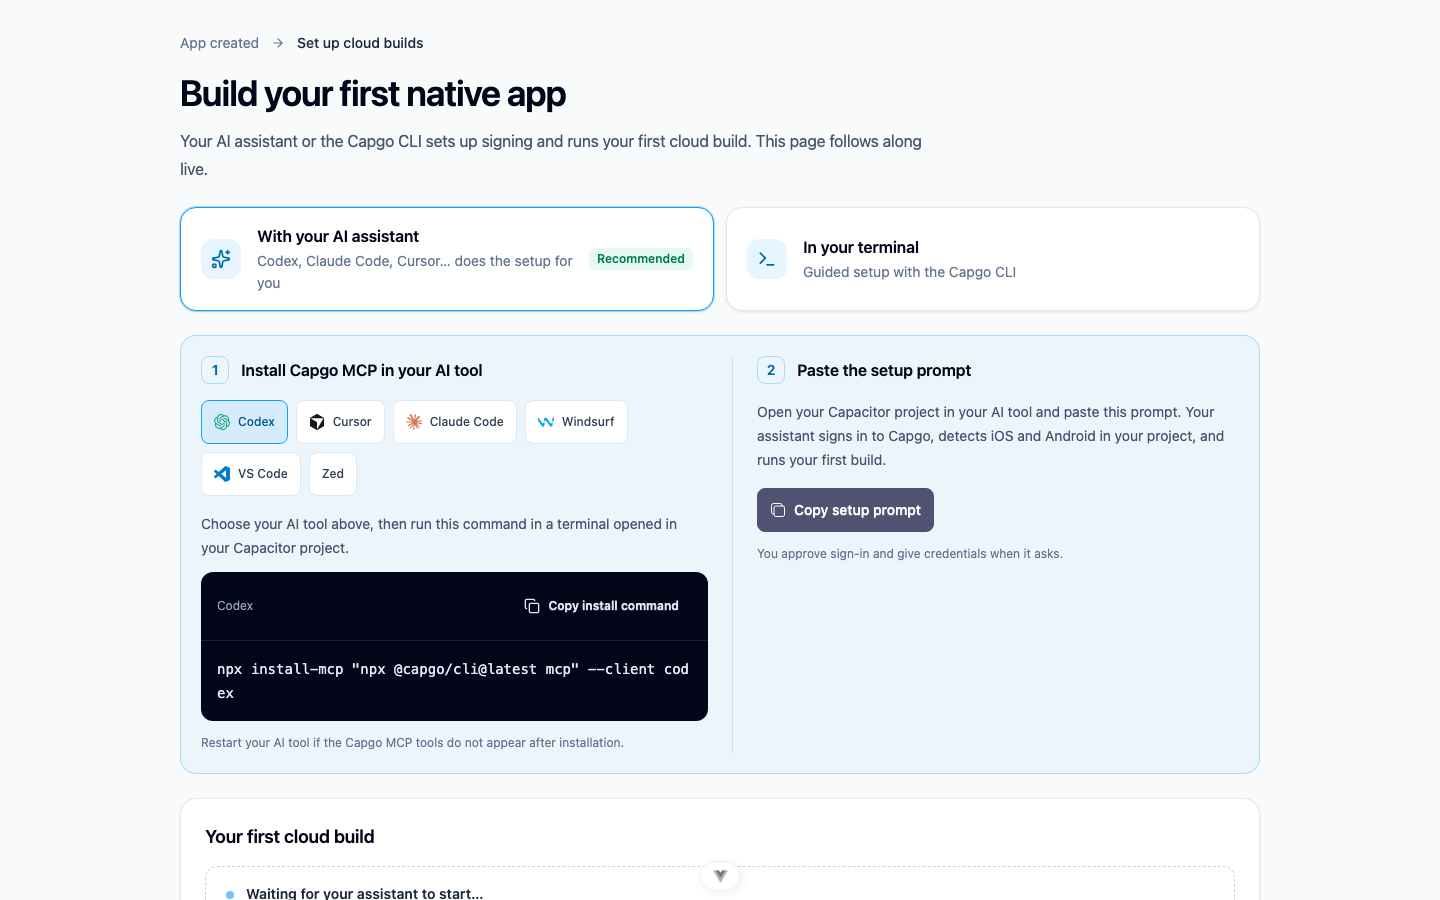 App created → Set up cloud builds
Build your first native app
Your AI assistant or the Capgo CLI sets up signing and runs your first cloud build. This page follows along
live.
With your AI assistant
Codex, Claude Code, Cursor... does the setup for
you
Recommended
In your terminal
Guided setup with the Capgo CLI
1 Install Capgo MCP in your AI tool
Codex
Cursor
Claude Code
Windsurf
VS Code
Zed
Choose your AI tool above, then run this command in a terminal opened in
your Capacitor project.
Codex
Copy install command
npx install-mcp "npx @capgo/cli@latest mcp" --client cod
ex
Restart your AI tool if the Capgo MCP tools do not appear after installation.
2 Paste the setup prompt
Open your Capacitor project in your AI tool and paste this prompt. Your
assistant signs in to Capgo, detects iOS and Android in your project, and
runs your first build.
Copy setup prompt
You approve sign-in and give credentials when it asks.
Your first cloud build
Waiting for your assistant to start...